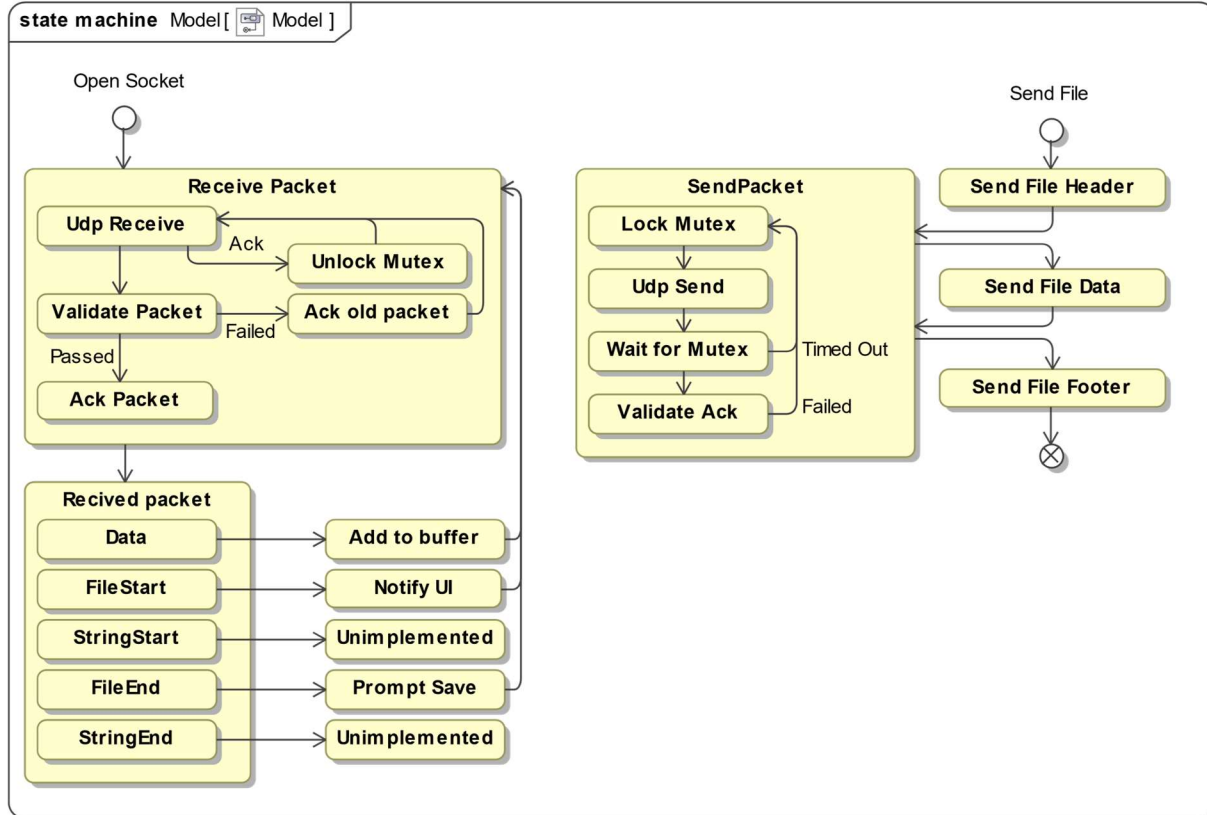 state machine Model [ Model ]
Open Socket
Receive Packet
Udp Receive
Ack
Unlock Mutex
Validate Packet
Failed
Ack old packet
Passed
Ack Packet
Recived packet
Data
Add to buffer
FileStart
Notify UI
StringStart
Unimplemented
FileEnd
Prompt Save
StringEnd
Unimplemented
SendPacket
Lock Mutex
Udp Send
Wait for Mutex
Timed Out
Validate Ack
Failed
Send File
Send File Header
Send File Data
Send File Footer